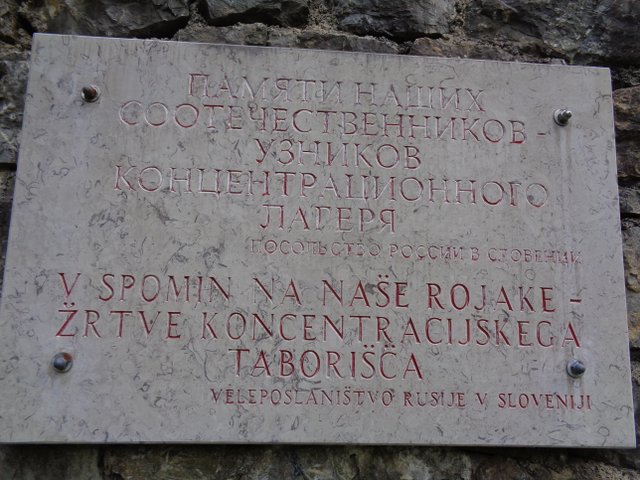 ПАМЯТИ НАШИХ
СООТЕЧЕСТВЕННИКОВ-
УЗНИКОВ
КОНЦЕНТРАЦИОННОГО
ЛАГЕРЯ
ПОСОЛЬСТВО РОССИИ В СЛОВЕНИИ
V SPOMIN NA NAŠE ROJAKE -
ŽRTVE KONCENTRACIJSKEGA
TABORIŠČA
VELEPOSLANIŠTVO RUSIJE V SLOVENIJI